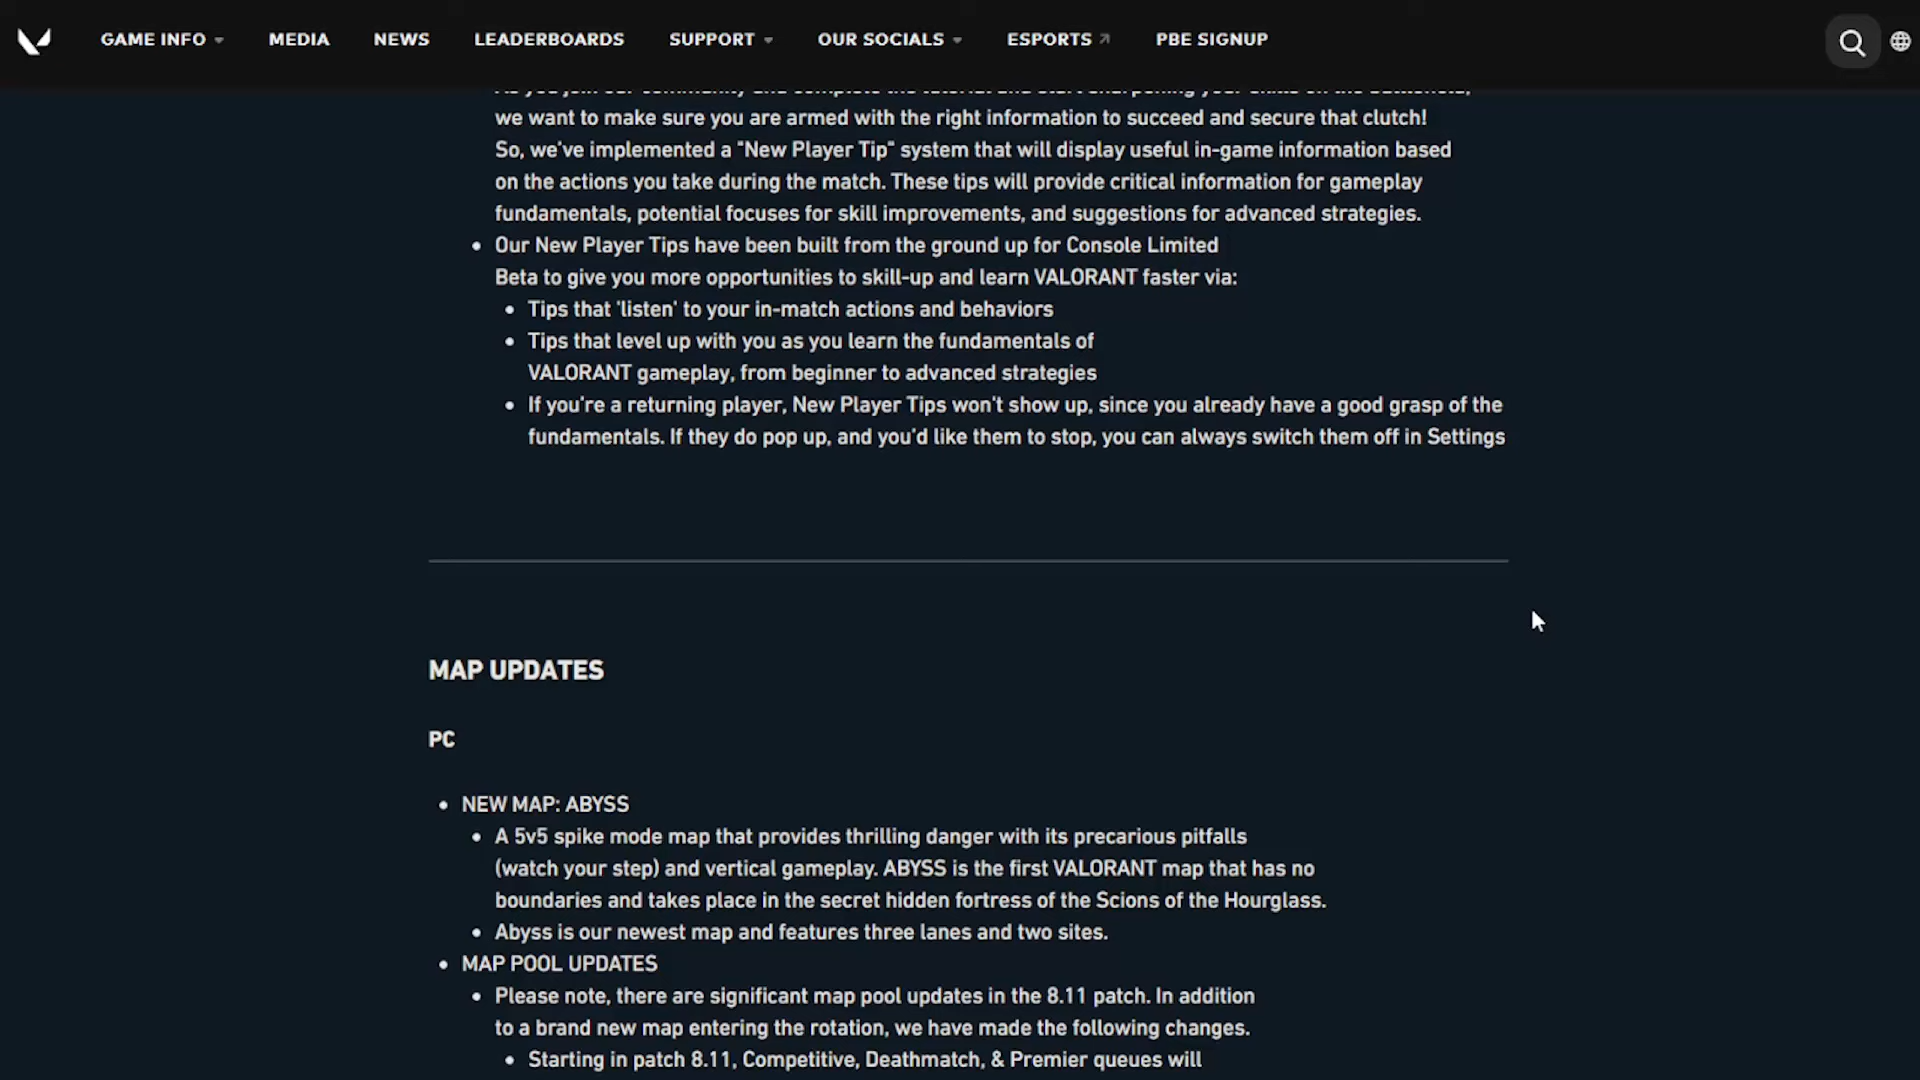 GAME INFO MEDIA NEWS LEADERBOARDS SUPPORT OUR SOCIALS ESPORTS PBE SIGNUP
we want to make sure you are armed with the right information to succeed and secure that clutch!
So, we've implemented a "New Player Tip" system that will display useful in-game information based
on the actions you take during the match. These tips will provide critical information for gameplay
fundamentals, potential focuses for skill improvements, and suggestions for advanced strategies.
• Our New Player Tips have been built from the ground up for Console Limited
Beta to give you more opportunities to skill-up and learn VALORANT faster via:
• Tips that 'listen' to your in-match actions and behaviors
• Tips that level up with you as you learn the fundamentals of
VALORANT gameplay, from beginner to advanced strategies
• If you're a returning player, New Player Tips won't show up, since you already have a good grasp of the
fundamentals. If they do pop up, and you'd like them to stop, you can always switch them off in Settings
MAP UPDATES
PC
• NEW MAP: ABYSS
• A 5v5 spike mode map that provides thrilling danger with its precarious pitfalls
(watch your step) and vertical gameplay. ABYSS is the first VALORANT map that has no
boundaries and takes place in the secret hidden fortress of the Scions of the Hourglass.
• Abyss is our newest map and features three lanes and two sites.
• MAP POOL UPDATES
• Please note, there are significant map pool updates in the 8.11 patch. In addition
to a brand new map entering the rotation, we have made the following changes.
• Starting in patch 8.11, Competitive, Deathmatch, & Premier queues will